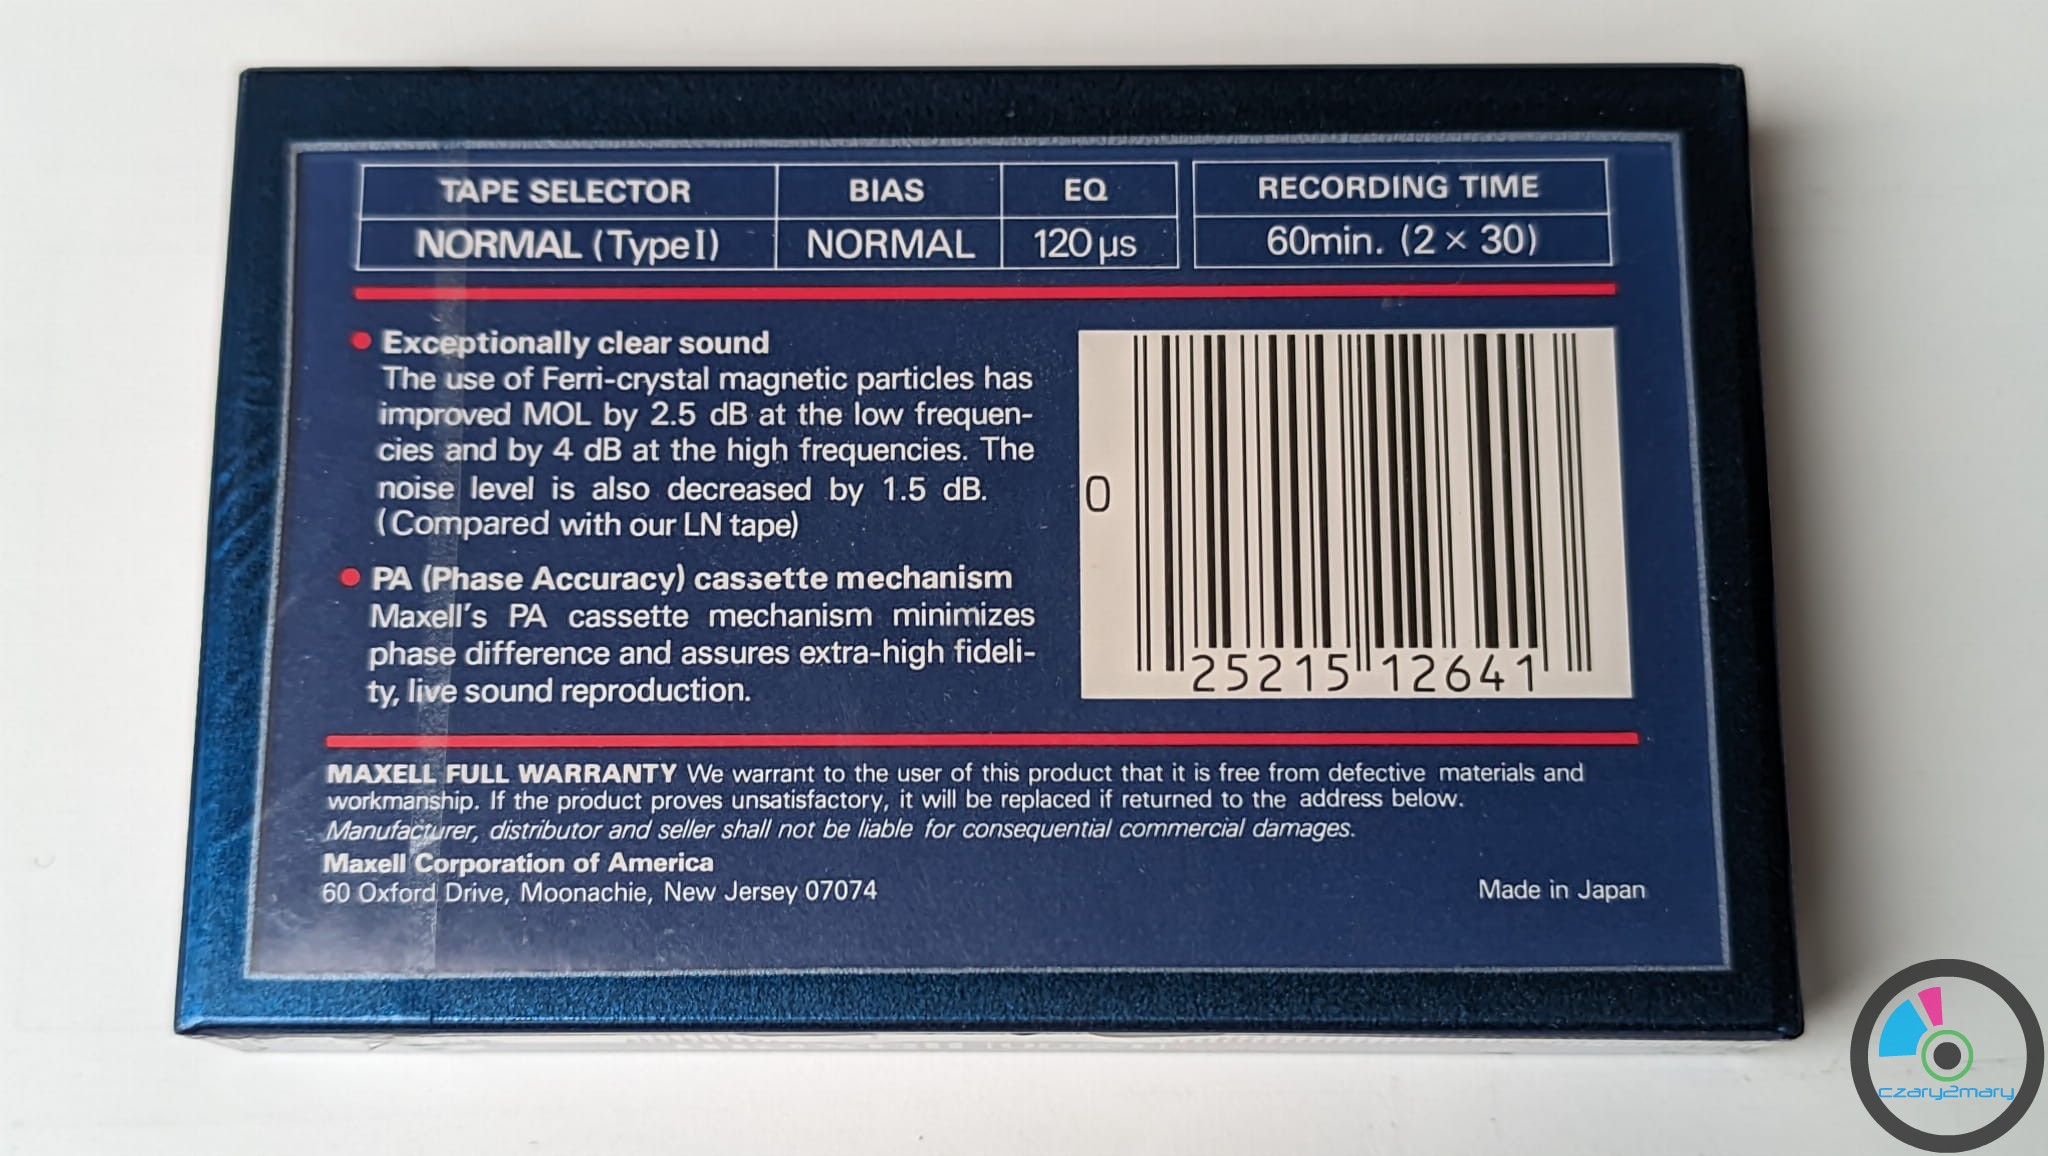 TAPE SELECTOR BIAS EQ RECORDING TIME
NORMAL (Type I) NORMAL 120 µs 60min. (2 × 30)
Exceptionally clear sound
The use of Ferri-crystal magnetic particles has
improved MOL by 2.5 dB at the low frequen-
cies and by 4 dB at the high frequencies. The
noise level is also decreased by 1.5 dB.
(Compared with our LN tape)
PA (Phase Accuracy) cassette mechanism
Maxell's PA cassette mechanism minimizes
phase difference and assures extra-high fideli-
ty, live sound reproduction.
0 25215 12641
MAXELL FULL WARRANTY We warrant to the user of this product that it is free from defective materials and
workmanship. If the product proves unsatisfactory, it will be replaced if returned to the address below.
Manufacturer, distributor and seller shall not be liable for consequential commercial damages.
Maxell Corporation of America
60 Oxford Drive, Moonachie, New Jersey 07074
Made in Japan
czary2mary